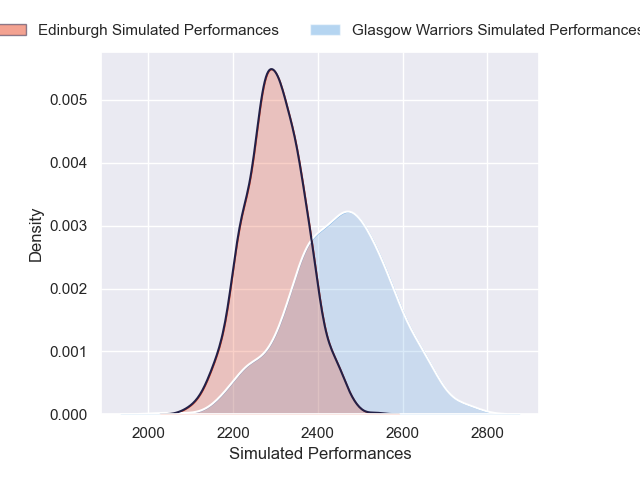 Edinburgh Simulated Performances Glasgow Warriors Simulated Performances
0.005
0.004
0.003
0.002
0.001
0.000
Density
2000 2200 2400 2600 2800
Simulated Performances